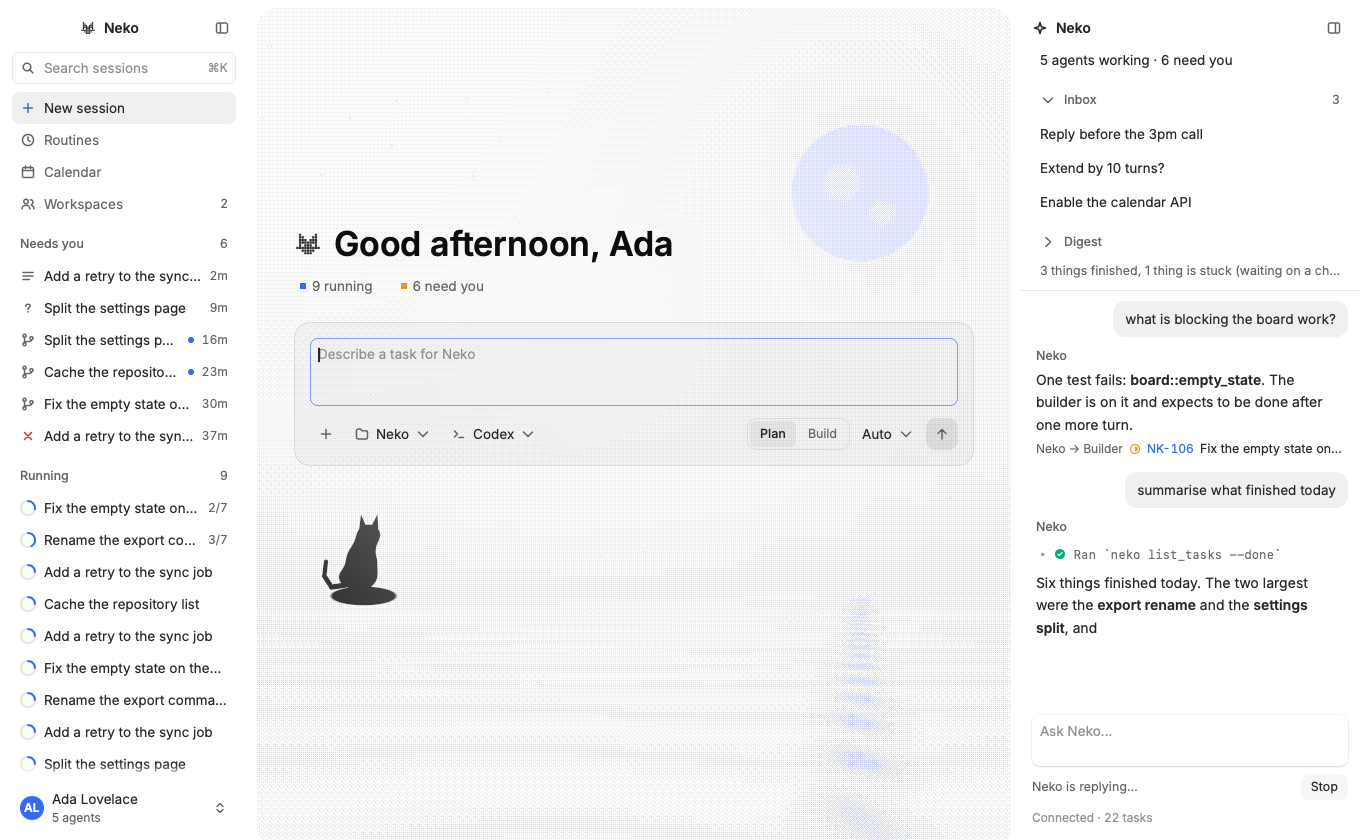 Neko
Search sessions ⌘K
New session
Routines
Calendar
Workspaces 2
Needs you 6
Add a retry to the sync... 2m
? Split the settings page 9m
Split the settings p... 16m
Cache the reposito... 23m
Fix the empty state o... 30m
Add a retry to the syn... 37m
Running 9
Fix the empty state on... 2/7
Rename the export co... 3/7
Add a retry to the sync job
Cache the repository list
Add a retry to the sync job
Fix the empty state on the...
Rename the export comma...
Add a retry to the sync job
Split the settings page
AL Ada Lovelace
5 agents
Good afternoon, Ada
9 running 6 need you
Describe a task for Neko
Neko Codex Plan Build Auto
Neko
5 agents working · 6 need you
Inbox 3
Reply before the 3pm call
Extend by 10 turns?
Enable the calendar API
Digest
3 things finished, 1 thing is stuck (waiting on a ch...
what is blocking the board work?
Neko
One test fails: board::empty_state. The
builder is on it and expects to be done after
one more turn.
Neko → Builder NK-106 Fix the empty state on...
summarise what finished today
Neko
Ran `neko list_tasks --done`
Six things finished today. The two largest
were the export rename and the settings
split, and
Ask Neko...
Neko is replying... Stop
Connected · 22 tasks